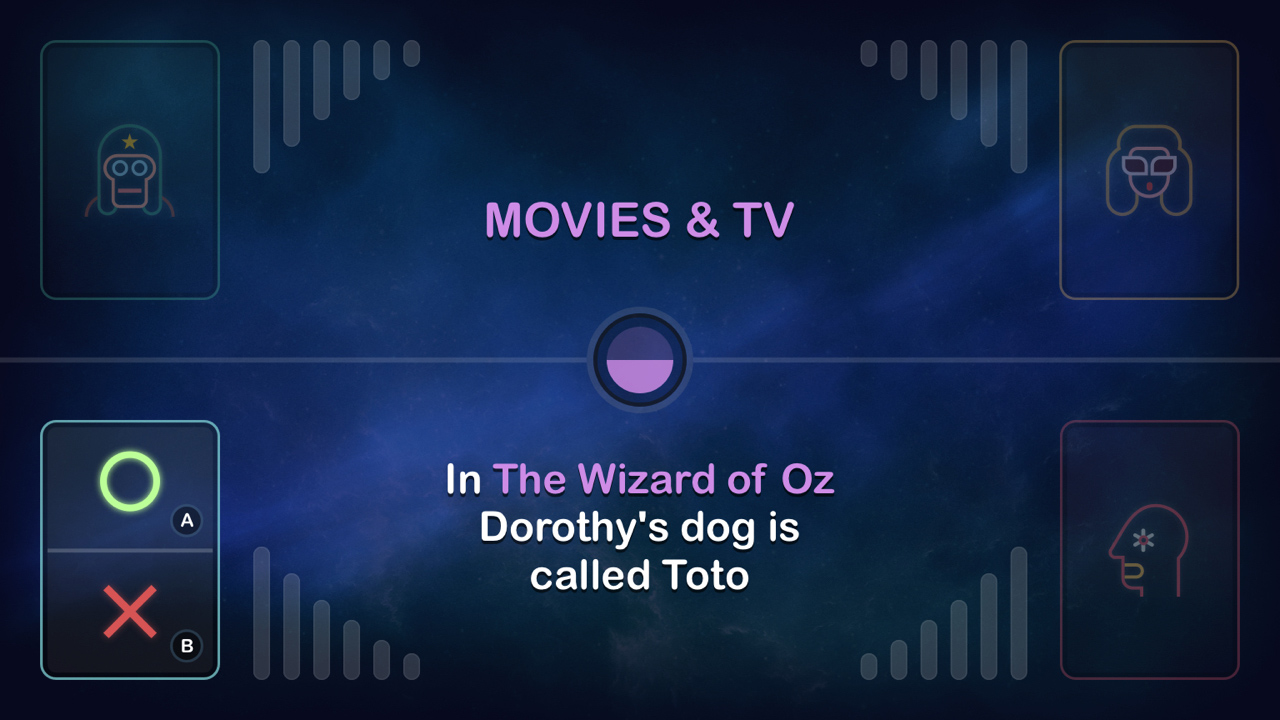 MOVIES & TV
A
B
In The Wizard of Oz
Dorothy's dog is
called Toto